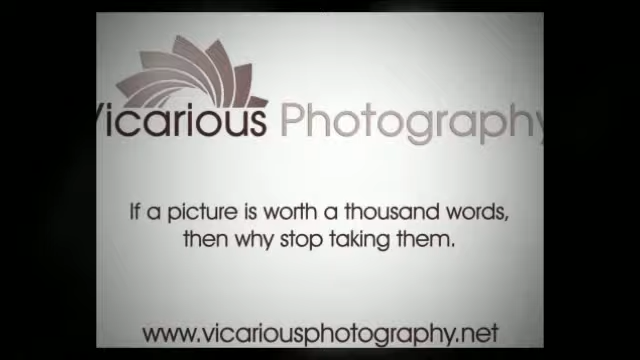 Vicarious Photography
If a picture is worth a thousand words,
then why stop taking them.
www.vicariousphotography.net